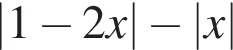 |1 − 2x| − |x|